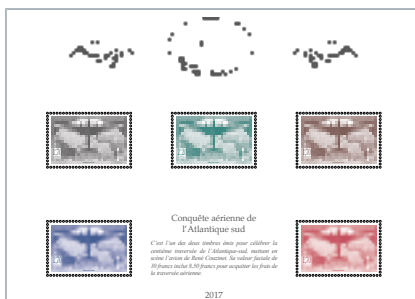 Conquête aérienne de
l'Atlantique sud
C'est l'un des deux timbres émis pour célébrer la
centième traversée de l'Atlantique-sud, mettant en
scène l'avion de René Couzinet. Sa valeur faciale de
10 francs inclut 8,50 francs pour acquitter les frais de
la traversée aérienne.
2017